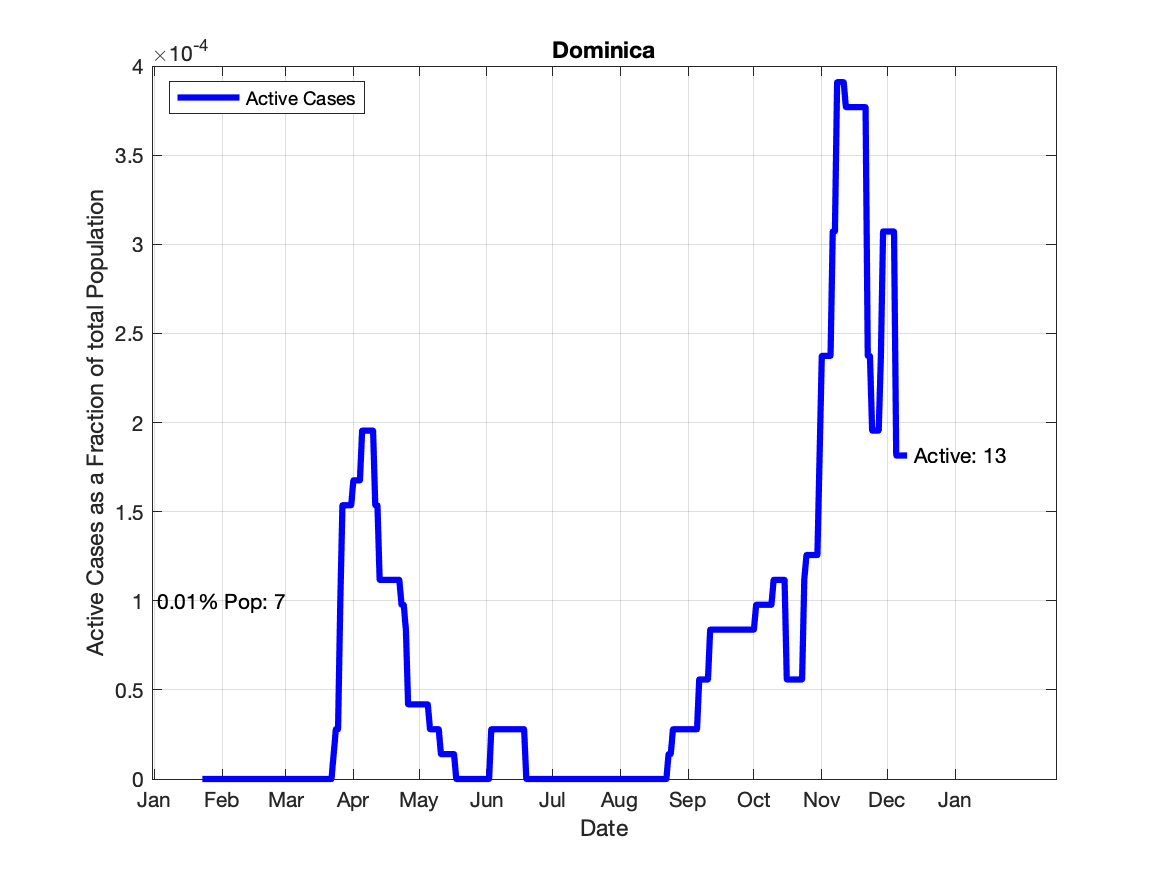 Dominica
×10-4
Active Cases
4
3.5
3
2.5
2
1.5
1
0.5
0
Active Cases as a Fraction of total Population
0.01% Pop: 7
Active: 13
Jan Feb Mar Apr May Jun Jul Aug Sep Oct Nov Dec Jan
Date